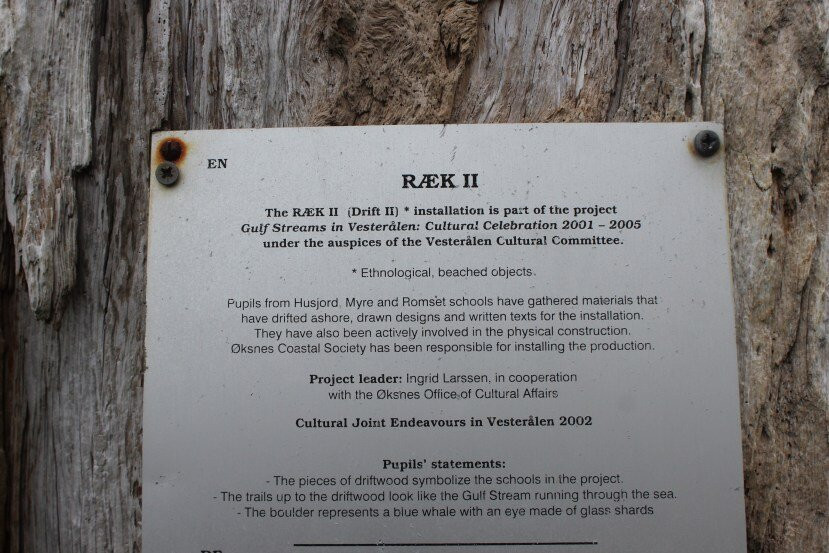 EN
RÆK II
The RÆK II (Drift II) * installation is part of the project
Gulf Streams in Vesterålen: Cultural Celebration 2001 – 2005
under the auspices of the Vesterålen Cultural Committee.
* Ethnological, beached objects.
Pupils from Husjord, Myre and Romset schools have gathered materials that
have drifted ashore, drawn designs and written texts for the installation.
They have also been actively involved in the physical construction.
Øksnes Coastal Society has been responsible for installing the production.
Project leader: Ingrid Larssen, in cooperation
with the Øksnes Office of Cultural Affairs
Cultural Joint Endeavours in Vesterålen 2002
Pupils' statements:
- The pieces of driftwood symbolize the schools in the project.
- The trails up to the driftwood look like the Gulf Stream running through the sea.
- The boulder represents a blue whale with an eye made of glass shards